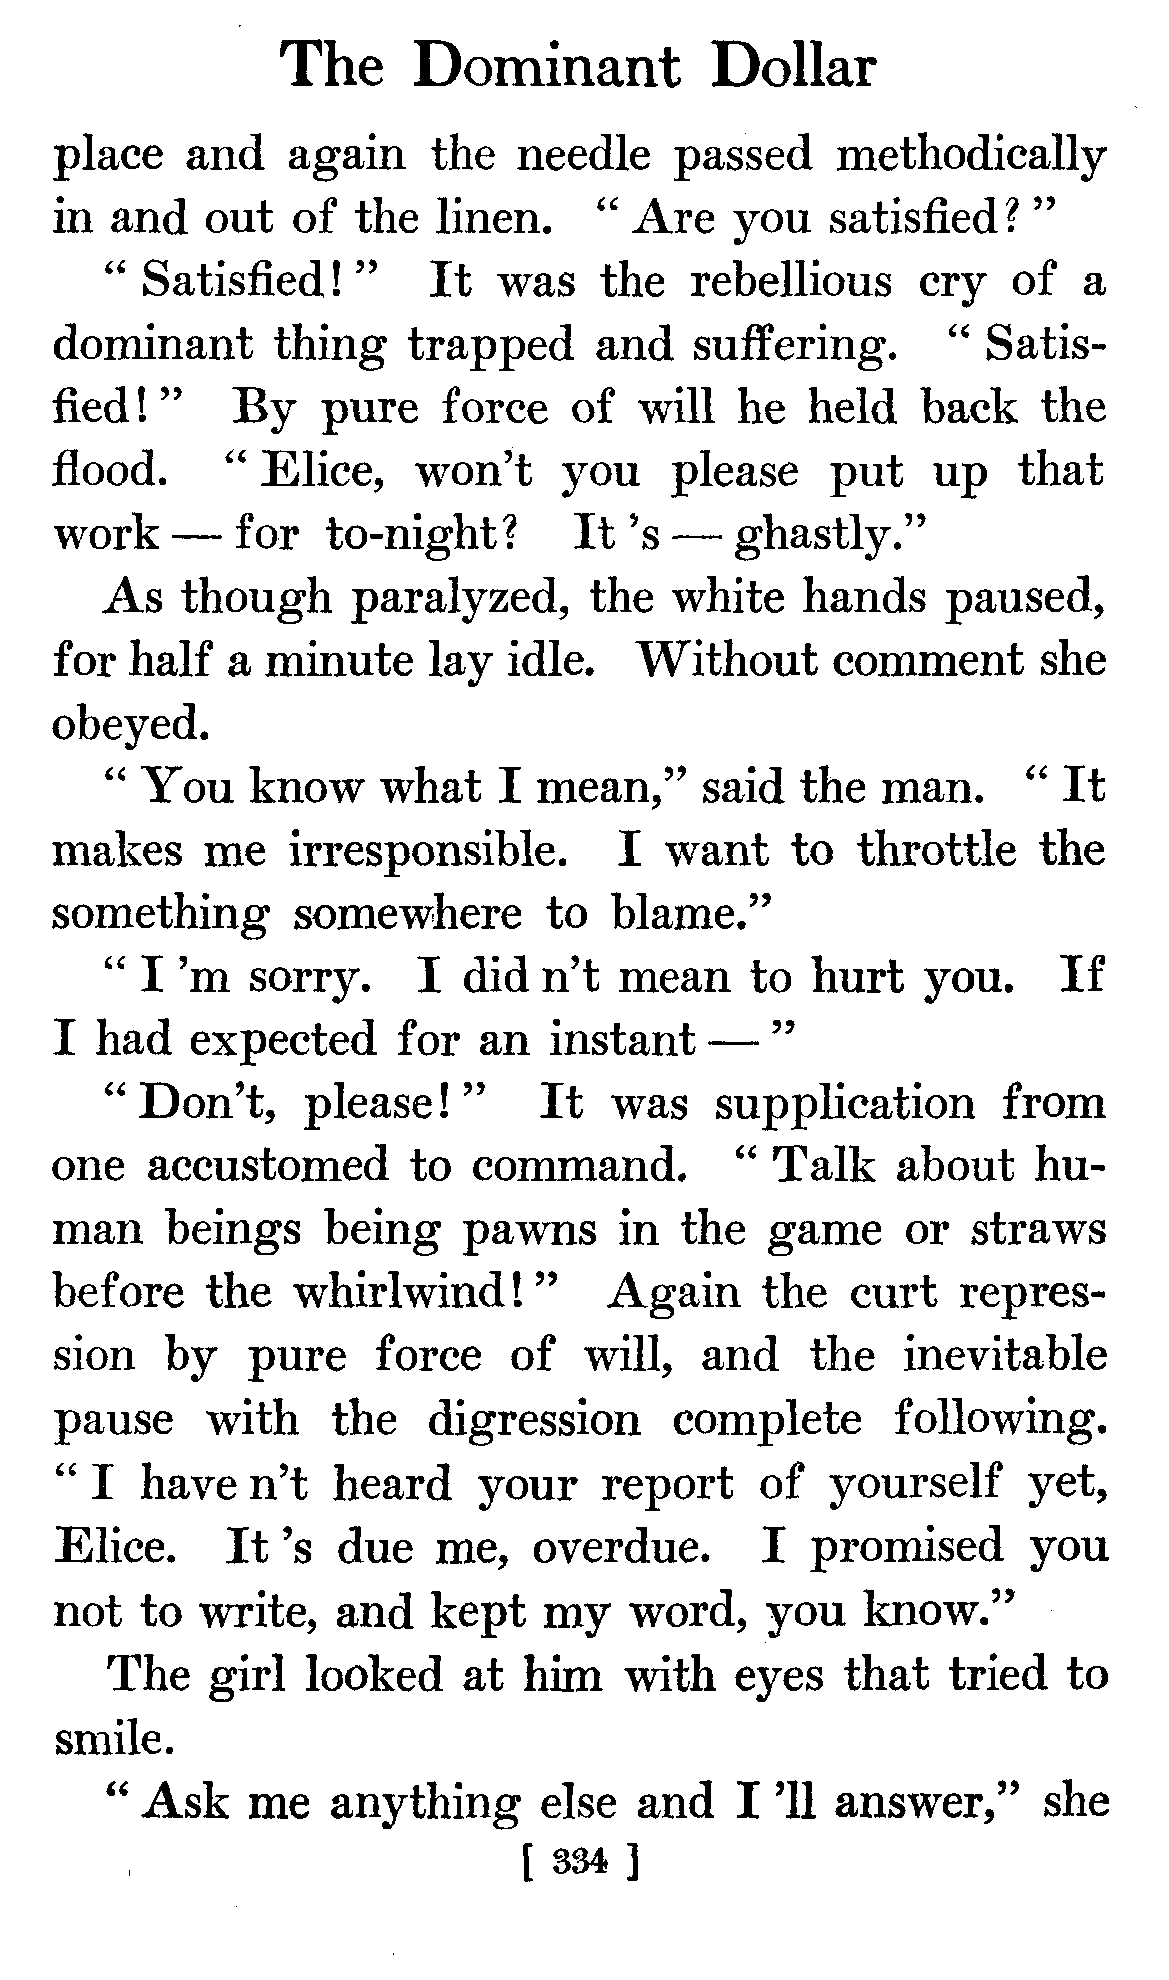 The Dominant Dollar
place and again the needle passed methodically
in and out of the linen. “ Are you satisfied? ”
“ Satisfied! ” It was the rebellious cry of a
dominant thing trapped and suffering. “ Satis-
fied! ” By pure force of will he held back the
flood. “ Elice, won’t you please put up that
work — for to-night? It ’s — ghastly.”
As though paralyzed, the white hands paused,
for half a minute lay idle. Without comment she
obeyed.
“ You know what I mean,” said the man. “ It
makes me irresponsible. I want to throttle the
something somewhere to blame.”
“ I ’m sorry. I did n’t mean to hurt you. If
I had expected for an instant — ”
“ Don’t, please! ” It was supplication from
one accustomed to command. “ Talk about hu-
man beings being pawns in the game or straws
before the whirlwind! ” Again the curt repres-
sion by pure force of will, and the inevitable
pause with the digression complete following.
“ I have n’t heard your report of yourself yet,
Elice. It ’s due me, overdue. I promised you
not to write, and kept my word, you know.”
The girl looked at him with eyes that tried to
smile.
“ Ask me anything else and I ’ll answer,” she
[ 334 ]